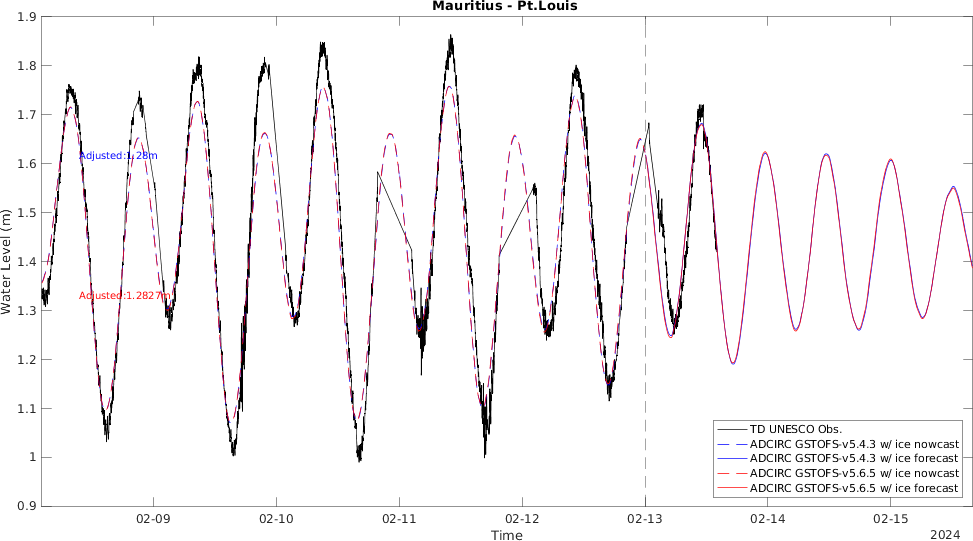 Mauritius - Pt.Louis
1.9
1.8
1.7
1.6
1.5
1.4
1.3
1.2
1.1
1
0.9
Water Level (m)
Adjusted:1.28m
Adjusted:1.2827m
TD UNESCO Obs.
ADCIRC GSTOFS-v5.4.3 w/ ice nowcast
ADCIRC GSTOFS-v5.4.3 w/ ice forecast
ADCIRC GSTOFS-v5.6.5 w/ ice nowcast
ADCIRC GSTOFS-v5.6.5 w/ ice forecast
02-09 02-10 02-11 02-12 02-13 02-14 02-15
Time
2024